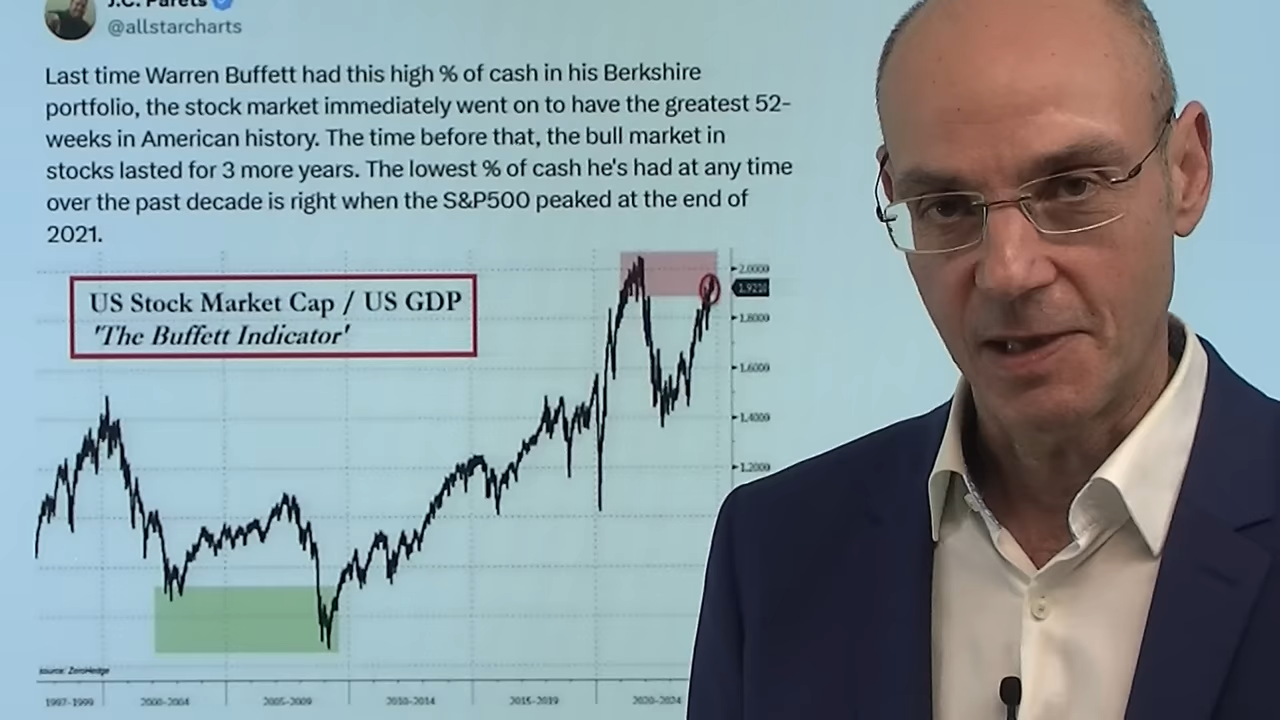 J.C. Parets
@allstarcharts
Last time Warren Buffett had this high % of cash in his Berkshire
portfolio, the stock market immediately went on to have the greatest 52-
weeks in American history. The time before that, the bull market in
stocks lasted for 3 more years. The lowest % of cash he's had at any time
over the past decade is right when the S&P500 peaked at the end of
2021.
US Stock Market Cap / US GDP
'The Buffett Indicator'
2.0000
1.8000
1.6000
1.4000
1.2000
source: ZeroHedge
1997-1999 2000-2004 2005-2009 2010-2014 2015-2019 2020-2024